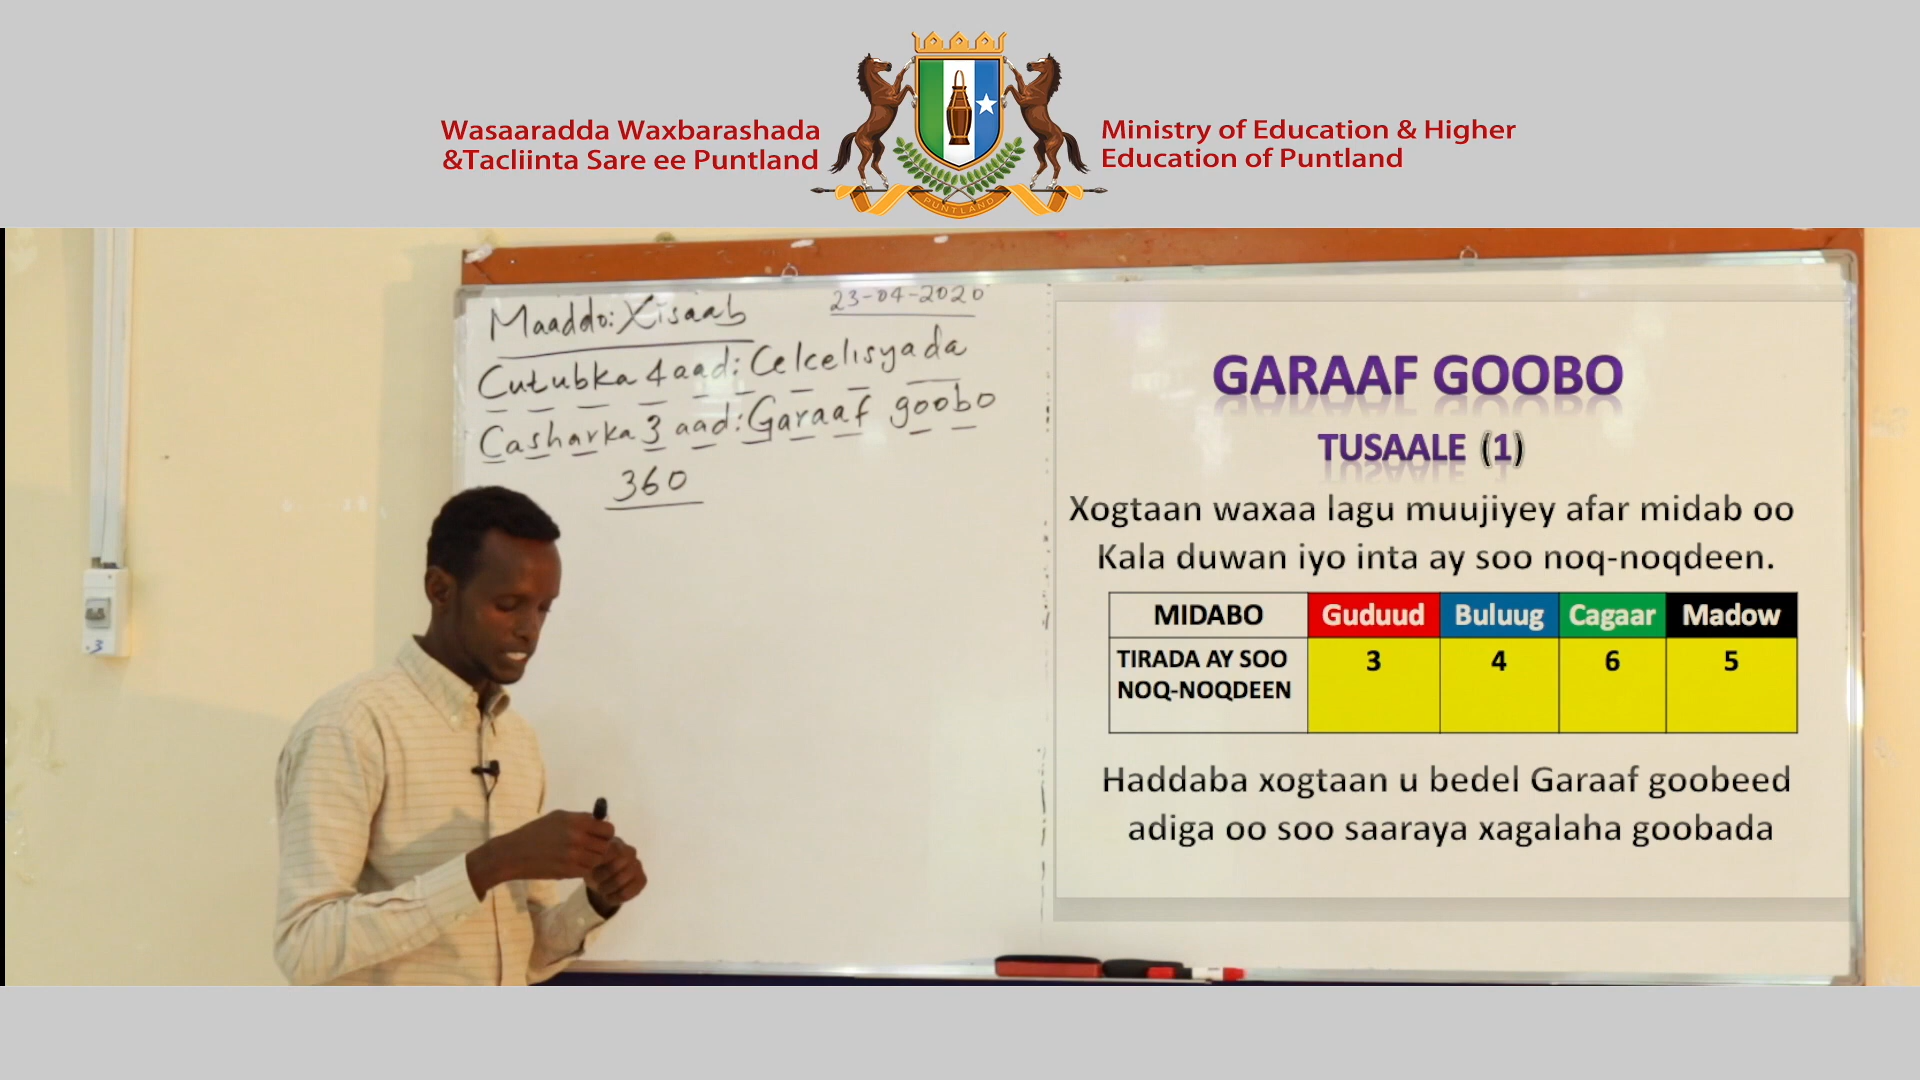 Wasaaradda Waxbarashada
&Tacliinta Sare ee Puntland
PUNTLAND
Ministry of Education & Higher
Education of Puntland
Maaddo: Xisaab
23-04-2020
Cutubka 4aad: Celcelisyada
Casharka 3aad: Garaaf goobo
360
.3
GARAAF GOOBO
TUSAALE (1)
Xogtaan waxaa lagu muujiyey afar midab oo
Kala duwan iyo inta ay soo noq-noqdeen.
MIDABO Guduud Buluug Cagaar Madow
TIRADA AY SOO 3 4 6 5
NOQ-NOQDEEN
Haddaba xogtaan u bedel Garaaf goobeed
adiga oo soo saaraya xagalaha goobada